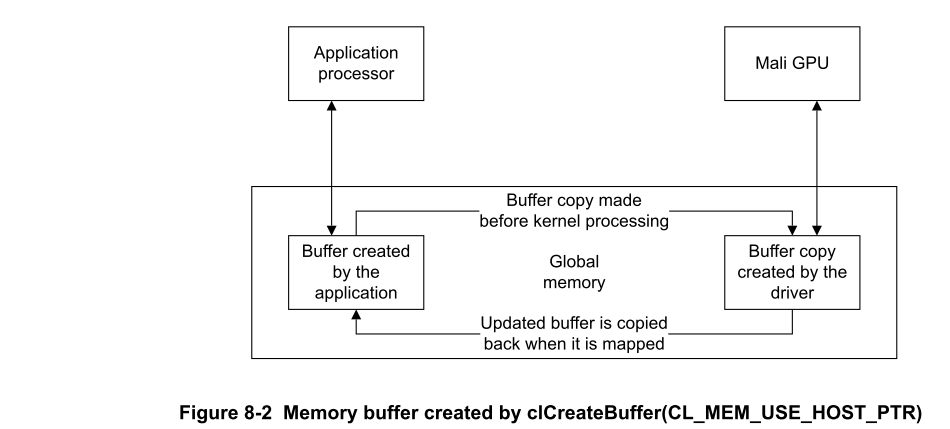 Application
processor
Mali GPU
Buffer copy made
before kernel processing
Buffer created
by the
application
Global
memory
Buffer copy
created by the
driver
Updated buffer is copied
back when it is mapped
Figure 8-2 Memory buffer created by clCreateBuffer(CL_MEM_USE_HOST_PTR)